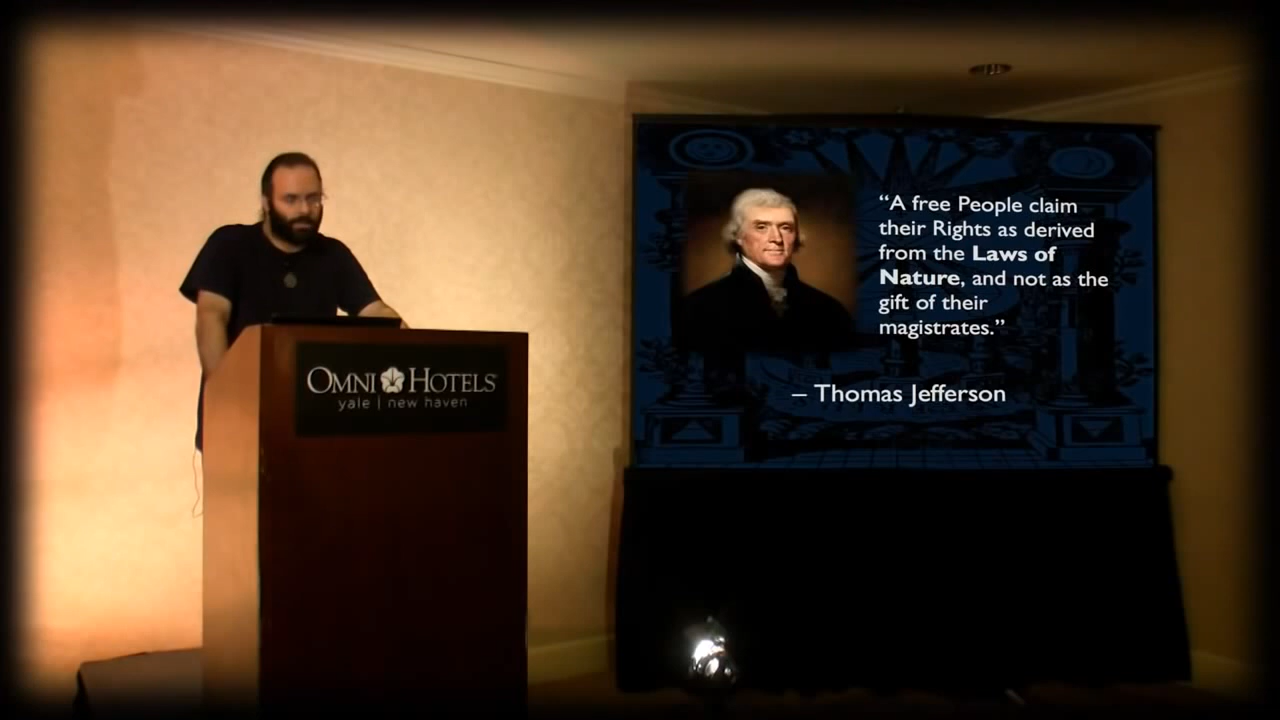 OMNI HOTELS
yale | new haven
“A free People claim
their Rights as derived
from the Laws of
Nature, and not as the
gift of their
magistrates.”
– Thomas Jefferson